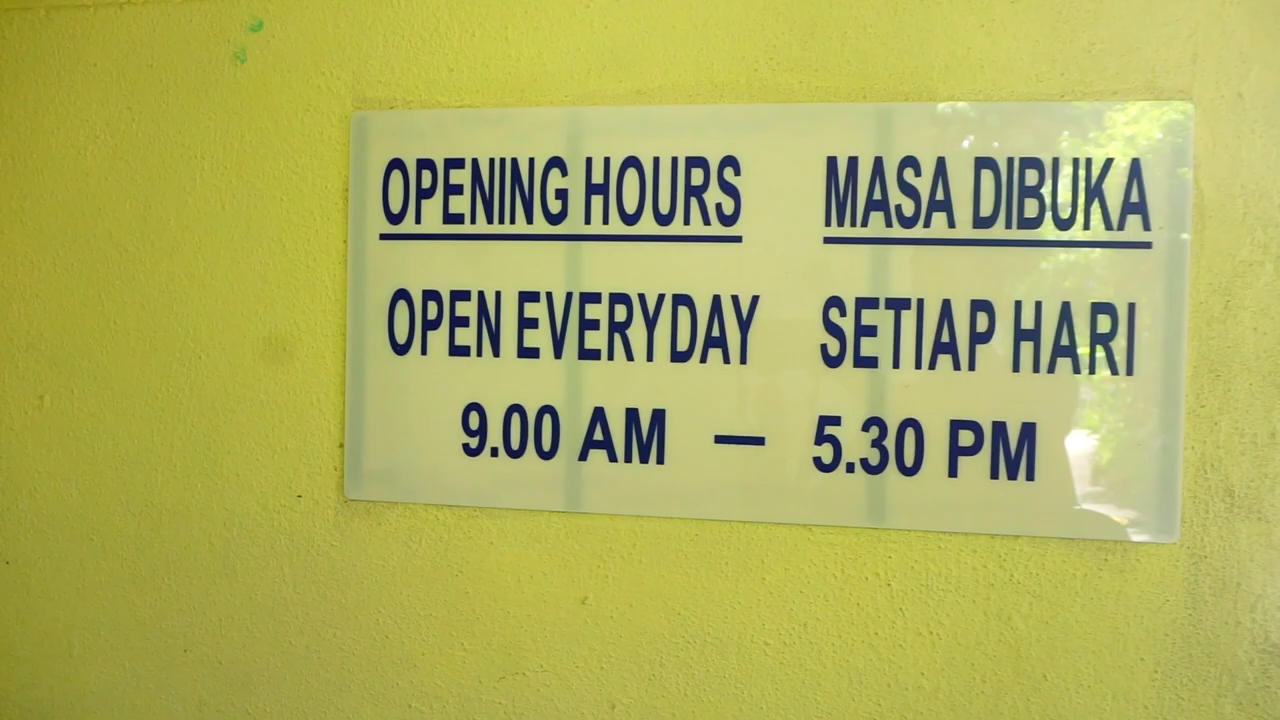 OPENING HOURS MASA DIBUKA
OPEN EVERYDAY SETIAP HARI
9.00 AM — 5.30 PM